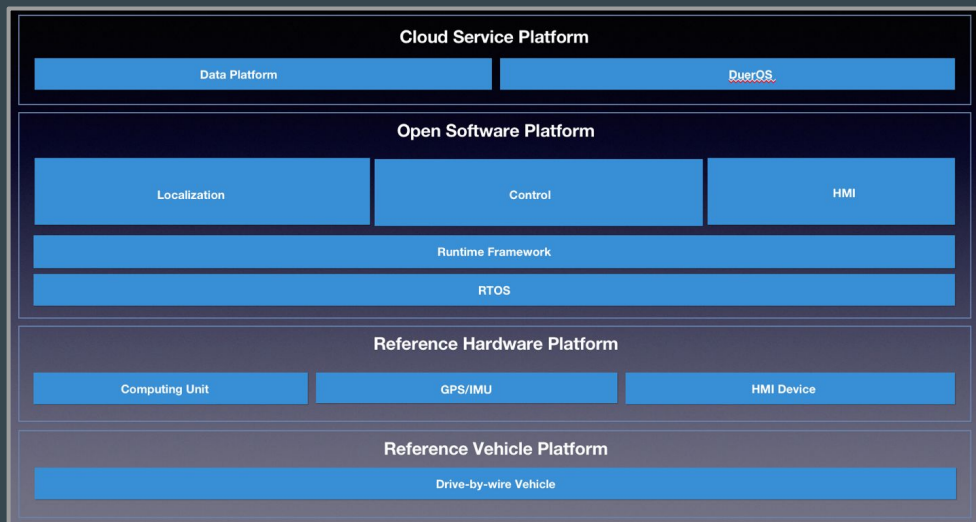 Cloud Service Platform
Data Platform
DuerOS
Open Software Platform
Localization
Control
HMI
Runtime Framework
RTOS
Reference Hardware Platform
Computing Unit
GPS/IMU
HMI Device
Reference Vehicle Platform
Drive-by-wire Vehicle